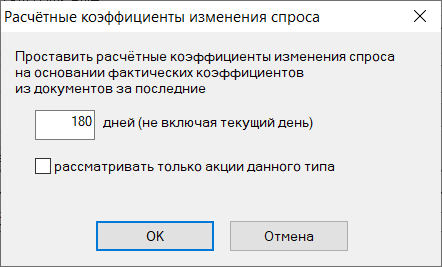 Расчётные коэффициенты изменения спроса
Проставить расчётные коэффициенты изменения спроса
на основании фактических коэффициентов
из документов за последние
180 дней (не включая текущий день)
рассматривать только акции данного типа
OK Отмена